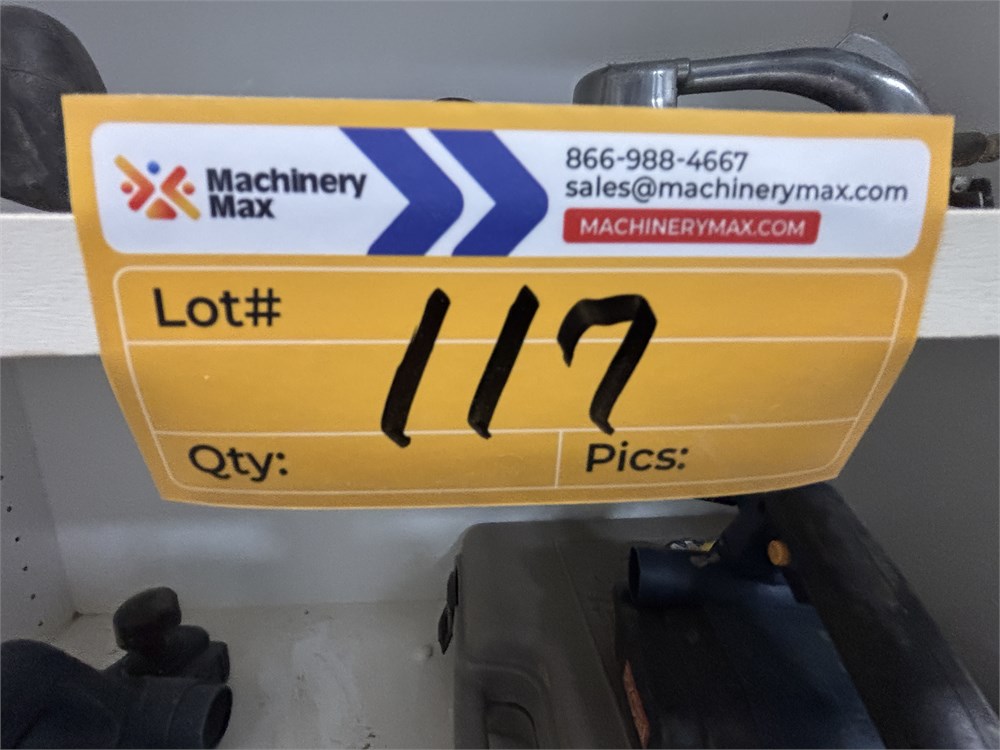 Machinery
Max
866-988-4667
sales@machinerymax.com
MACHINERYMAX.COM
Lot# 117
Qty:
Pics: